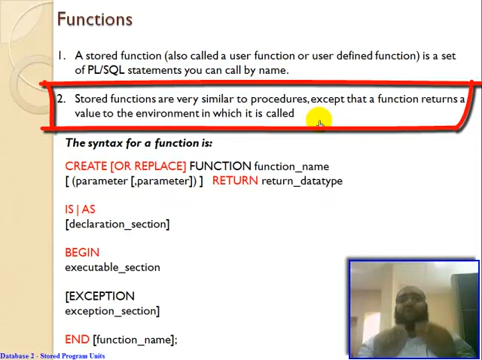 Functions
1. A stored function (also called a user function or user defined function) is a set
of PL/SQL statements you can call by name.
2. Stored functions are very similar to procedures, except that a function returns a
value to the environment in which it is called
The syntax for a function is:
CREATE [OR REPLACE] FUNCTION function_name
[ (parameter [,parameter]) ] RETURN return_datatype
IS | AS
[declaration_section]
BEGIN
executable_section
[EXCEPTION
exception_section]
END [function_name];
Database 2 - Stored Program Units